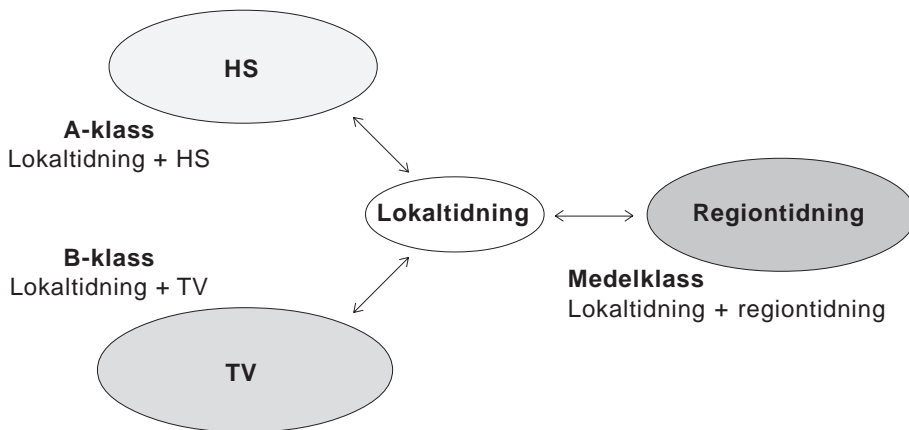 HS
A-klass
Lokaltidning + HS
Lokaltidning
Regiontidning
B-klass
Lokaltidning + TV
Medelklass
Lokaltidning + regiontidning
TV